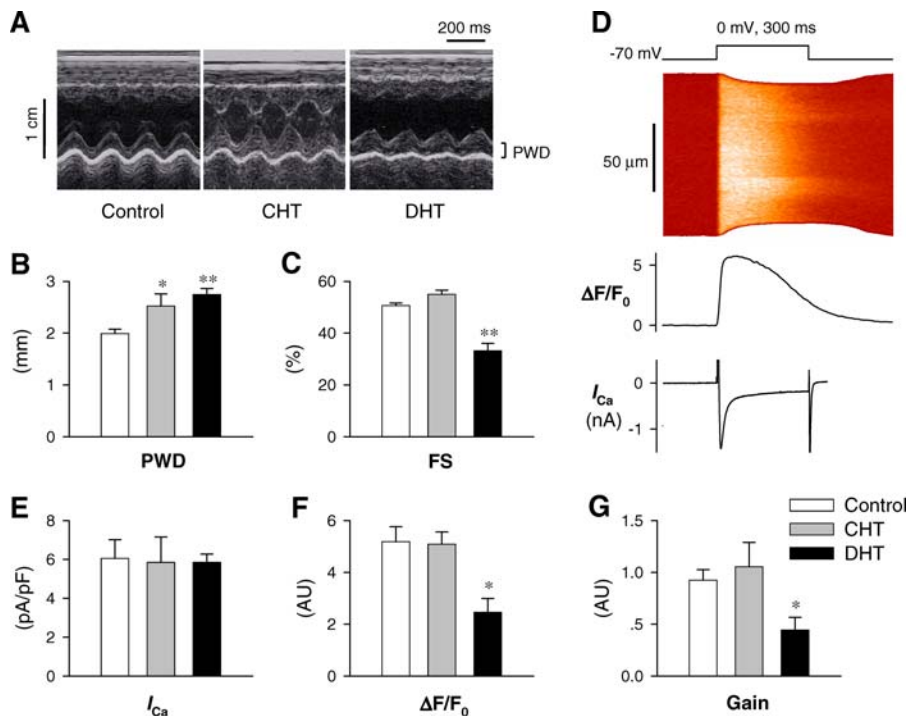 A
200 ms
1 cm
PWD
Control CHT DHT
B
3
2
1
0
(mm)
* **
PWD
C
60
40
20
0
(%)
**
FS
D
0 mV, 300 ms
-70 mV
50 μm
5
0
ΔF/F₀
0
-1
I_Ca
(nA)
E
8
6
4
2
0
(pA/pF)
I_Ca
F
6
4
2
0
(AU)
*
ΔF/F₀
G
1.5
1.0
.5
0.0
(AU)
*
Gain
Control
CHT
DHT